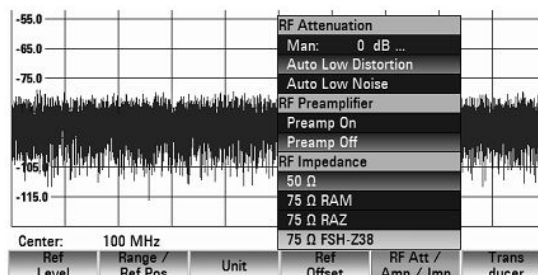 -55.0
-65.0
-75.0
-105.0
-115.0
RF Attenuation
Man: 0 dB ...
Auto Low Distortion
Auto Low Noise
RF Preamplifier
Preamp On
Preamp Off
RF Impedance
50 Ω
75 Ω RAM
75 Ω RAZ
75 Ω FSH-Z38
Center: 100 MHz
Ref Range / Ref RF Att / Trans
Level Ref Pos Unit Offset Amp / Imp ducer